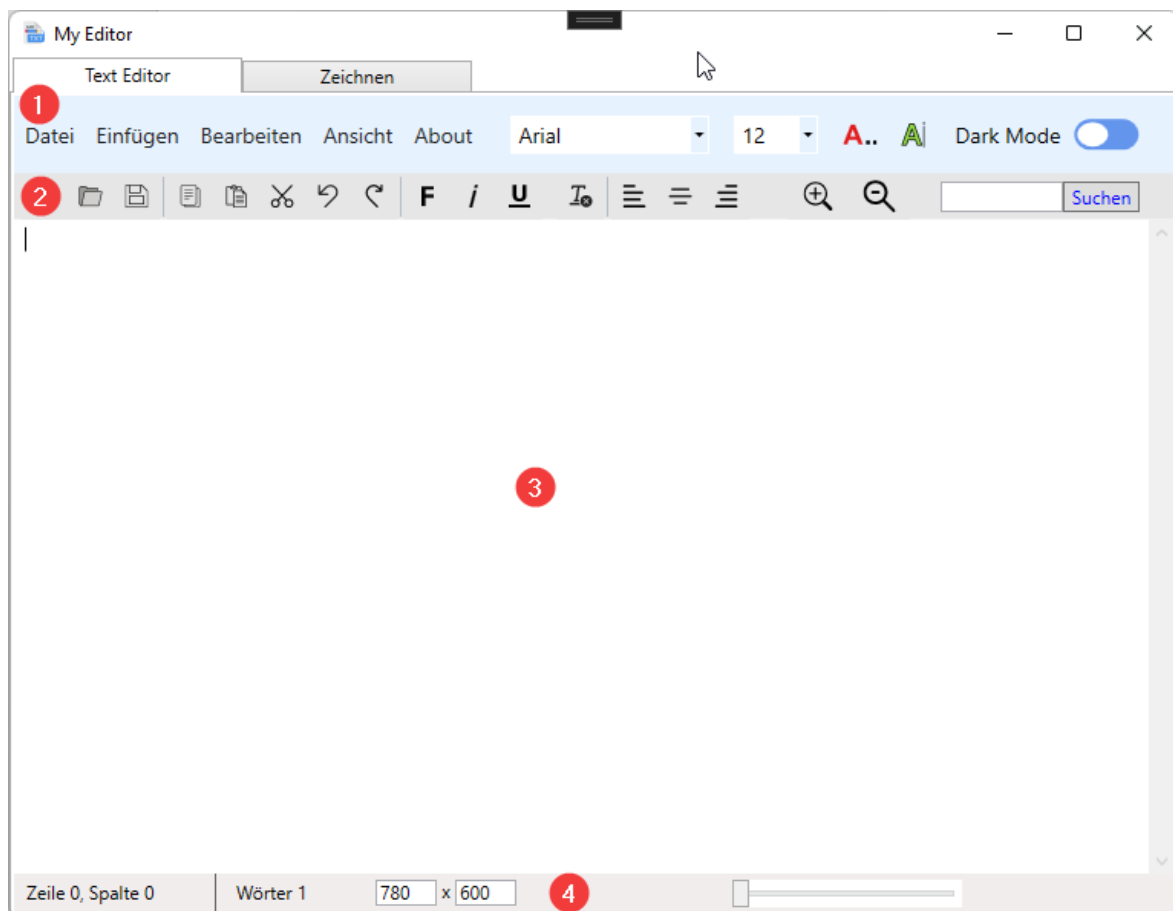 My Editor
Text Editor Zeichnen
1
Datei Einfügen Bearbeiten Ansicht About Arial 12 A.. A Dark Mode
2 F i U T Suchen
3
Zeile 0, Spalte 0 Wörter 1 780 x 600 4